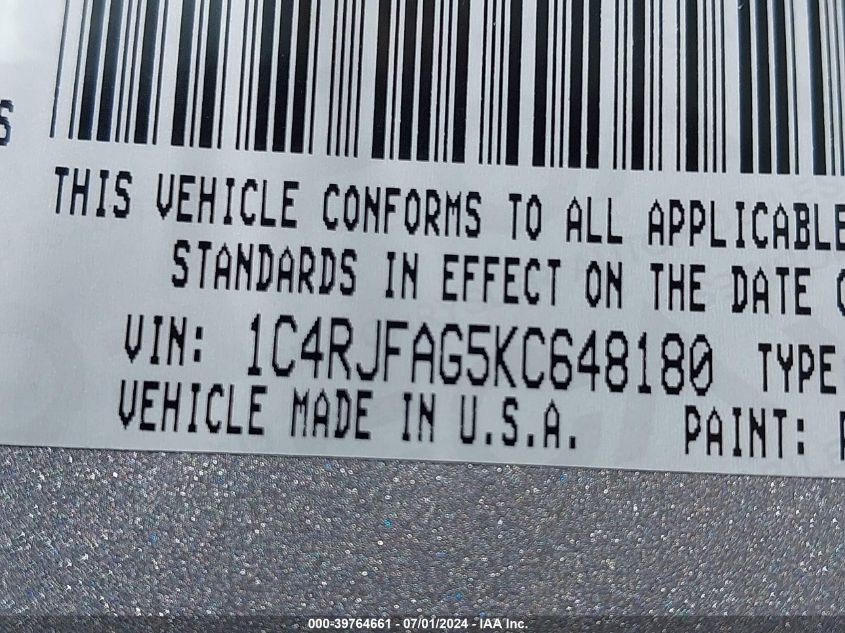 S
THIS VEHICLE CONFORMS TO ALL APPLICABLE
STANDARDS IN EFFECT ON THE DATE
VIN: 1C4RJFAG5KC648180 TYPE
VEHICLE MADE IN U.S.A. PAINT:
000-39764661 - 07/01/2024 - IAA Inc.